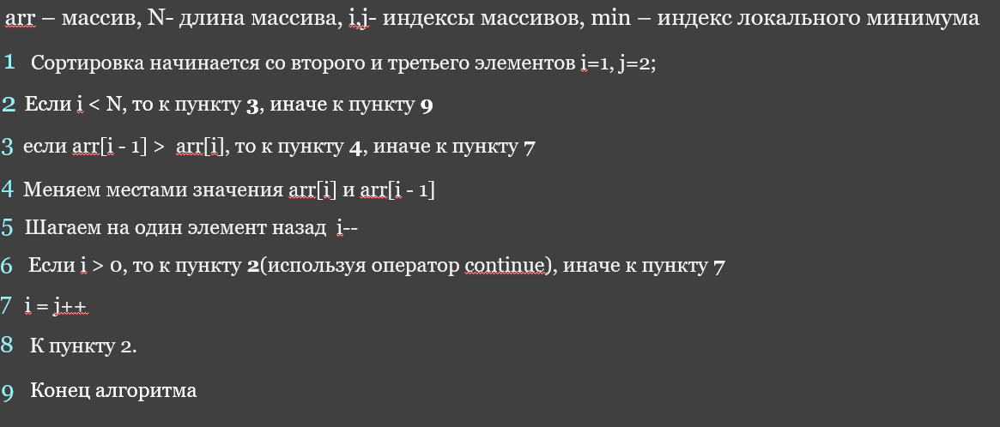 arr – массив, N- длина массива, i,j- индексы массивов, min – индекс локального минимума
1 Сортировка начинается со второго и третьего элементов i=1, j=2;
2 Если i < N, то к пункту 3, иначе к пункту 9
3 если arr[i - 1] > arr[i], то к пункту 4, иначе к пункту 7
4 Меняем местами значения arr[i] и arr[i - 1]
5 Шагаем на один элемент назад i--
6 Если i > 0, то к пункту 2(используя оператор continue), иначе к пункту 7
7 i = j++
8 К пункту 2.
9 Конец алгоритма